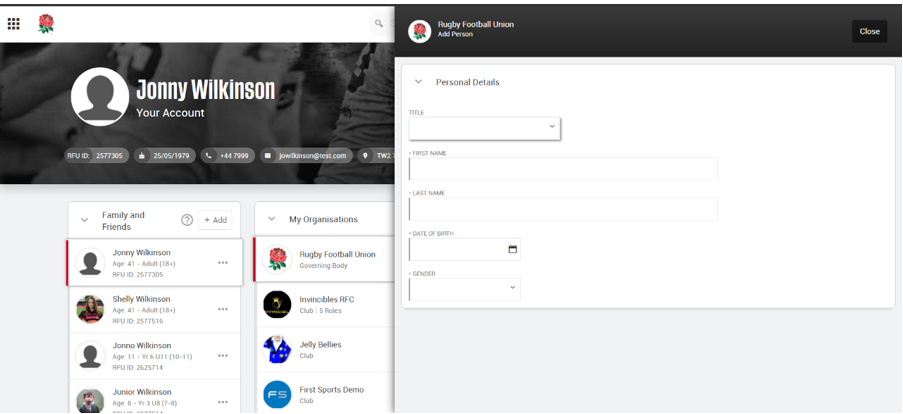 Rugby Football Union
Add Person
Close
Jonny Wilkinson
Your Account
RFU ID: 2577305
25/05/1979
+44 7999
jowilkinson@test.com
TW2
Family and
Friends
+ Add
Jonny Wilkinson
Age: 41 - Adult (18+)
RFU ID: 2577305
Shelly Wilkinson
Age: 41 - Adult (18+)
RFU ID: 2577516
Jonno Wilkinson
Age: 11 - Yr 6 U11 (10-11)
RFU ID: 2625714
Junior Wilkinson
Age: 8 - Yr 3 U8 (7-8)
My Organisations
Rugby Football Union
Governing Body
Invincibles RFC
Club | 5 Roles
Jelly Bellies
Club
FS
First Sports Demo
Club
Personal Details
TITLE
* FIRST NAME
* LAST NAME
* DATE OF BIRTH
* GENDER